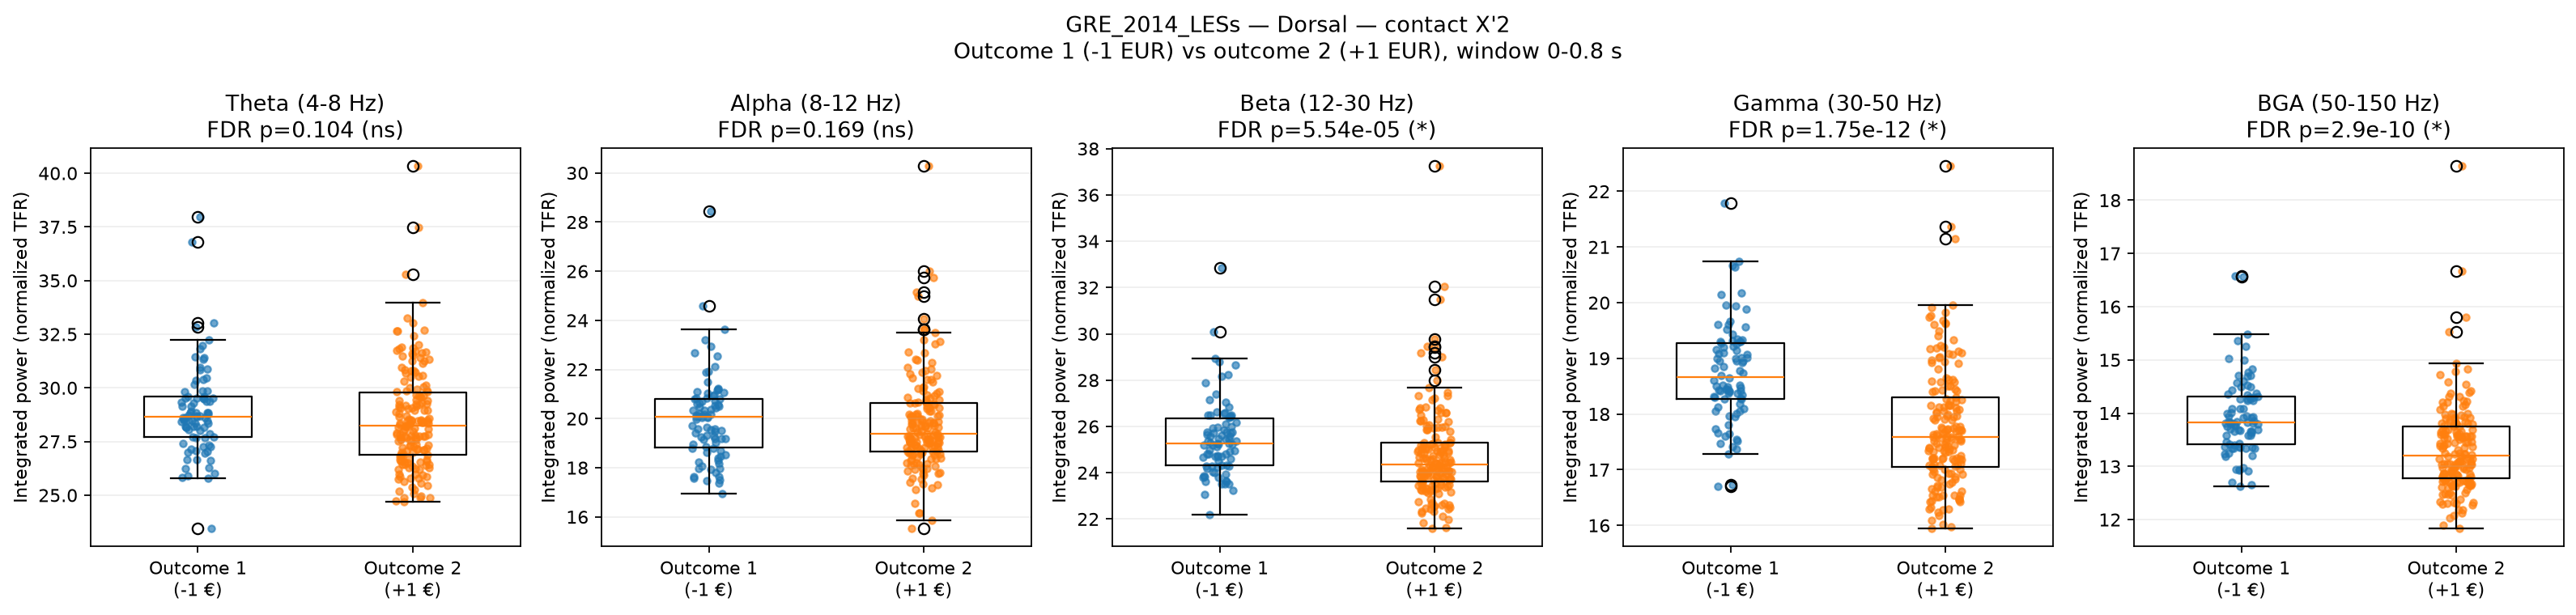 GRE_2014_LESs — Dorsal — contact X'2
Outcome 1 (-1 EUR) vs outcome 2 (+1 EUR), window 0-0.8 s
Theta (4-8 Hz)
FDR p=0.104 (ns)
Integrated power (normalized TFR)
40.0
37.5
35.0
32.5
30.0
27.5
25.0
Outcome 1
(-1 €)
Outcome 2
(+1 €)
Alpha (8-12 Hz)
FDR p=0.169 (ns)
Integrated power (normalized TFR)
30
28
26
24
22
20
18
16
Outcome 1
(-1 €)
Outcome 2
(+1 €)
Beta (12-30 Hz)
FDR p=5.54e-05 (*)
Integrated power (normalized TFR)
38
36
34
32
30
28
26
24
22
Outcome 1
(-1 €)
Outcome 2
(+1 €)
Gamma (30-50 Hz)
FDR p=1.75e-12 (*)
Integrated power (normalized TFR)
22
21
20
19
18
17
16
Outcome 1
(-1 €)
Outcome 2
(+1 €)
BGA (50-150 Hz)
FDR p=2.9e-10 (*)
Integrated power (normalized TFR)
18
17
16
15
14
13
12
Outcome 1
(-1 €)
Outcome 2
(+1 €)